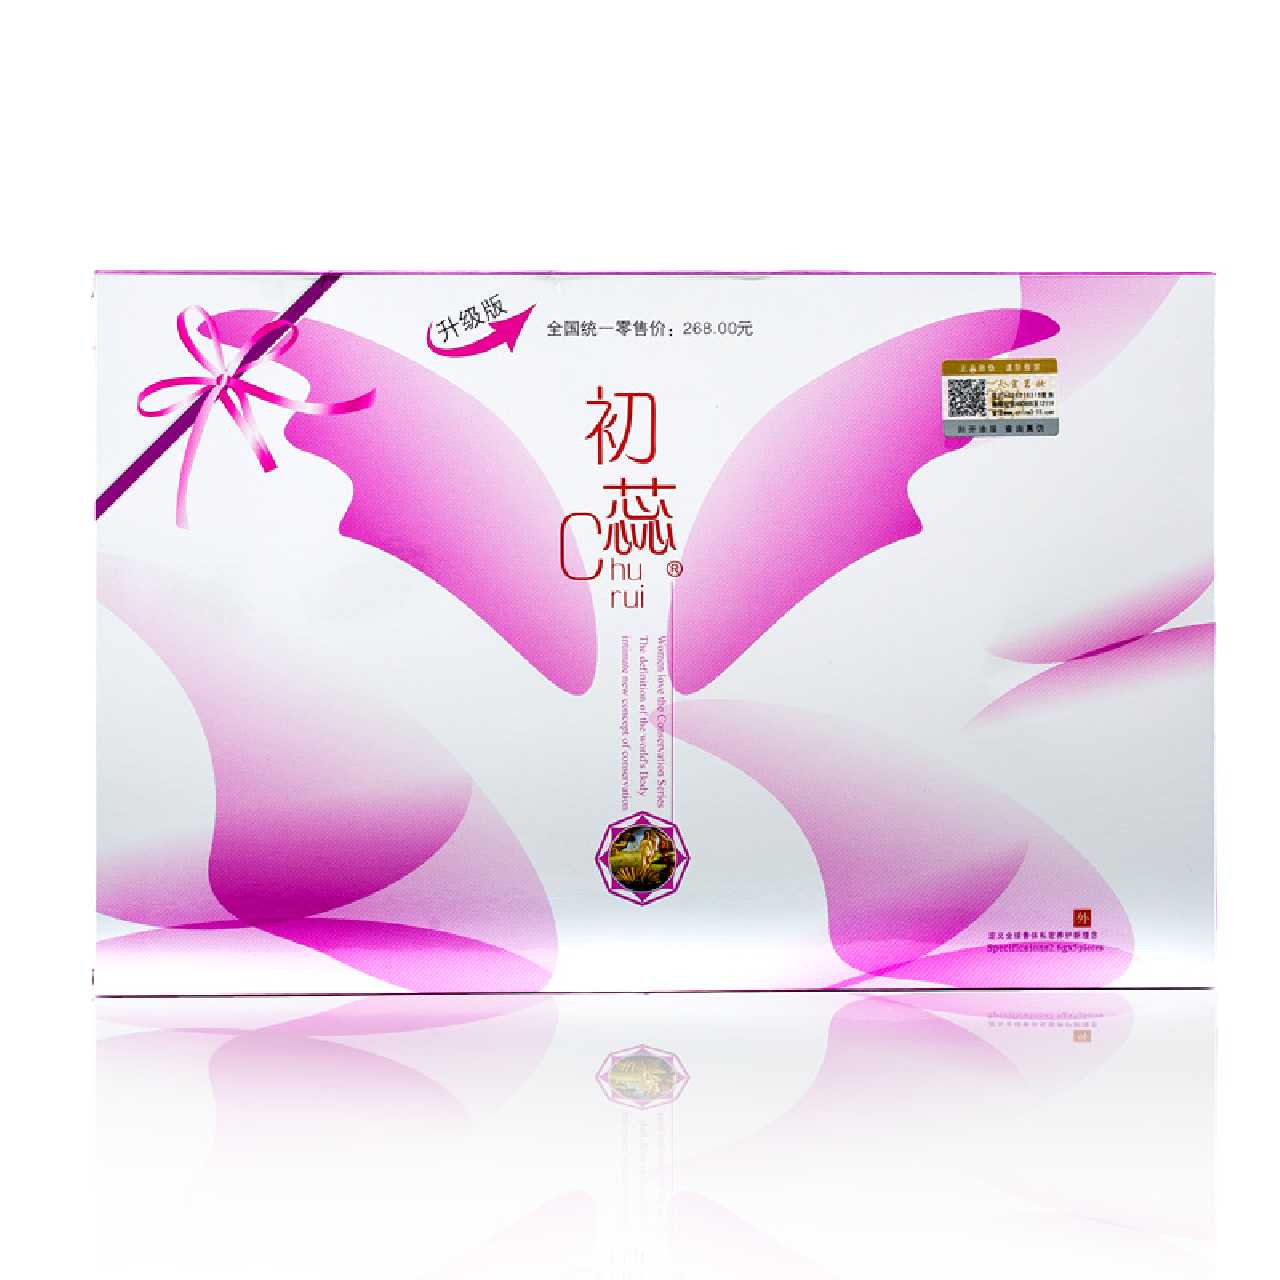 升级版
全国统一零售价：268.00元
初
蕊
Chu
rui
®
Women love the Conservation Series
The definition of the world's Body
intimate new concept of conservation
外